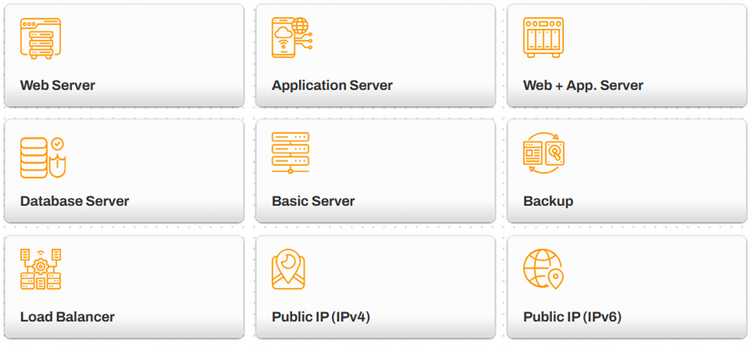 Web Server
Application Server
Web + App. Server
Database Server
Basic Server
Backup
Load Balancer
Public IP (IPv4)
Public IP (IPv6)